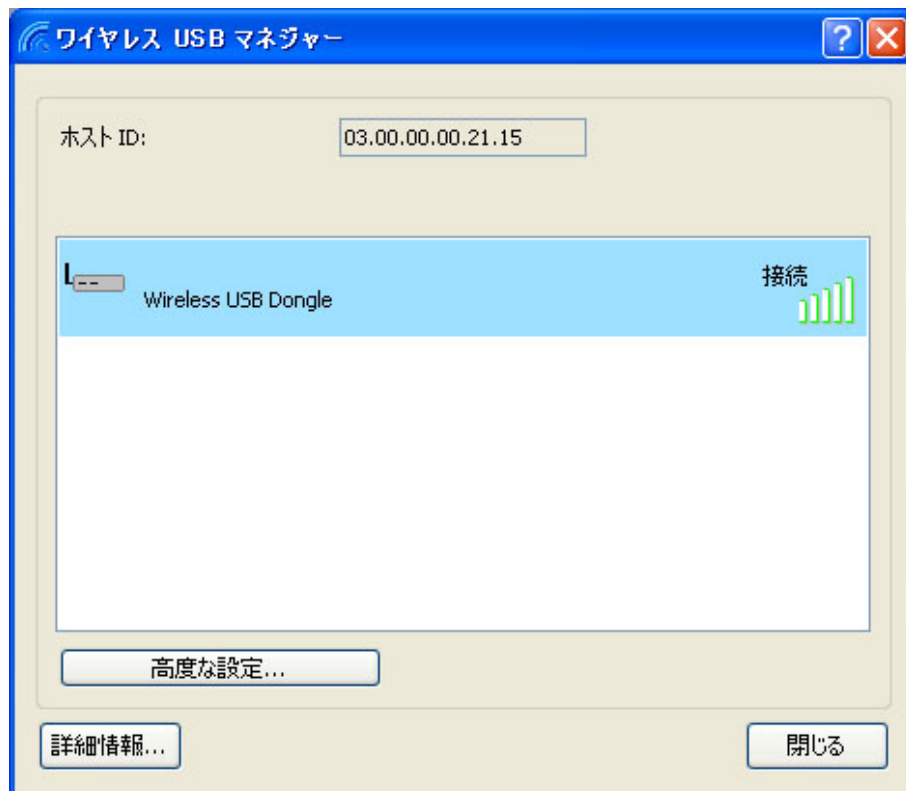 ワイヤレス USB マネジャー
ホスト ID: 03.00.00.00.21.15
接続
Wireless USB Dongle
高度な設定...
詳細情報...
閉じる